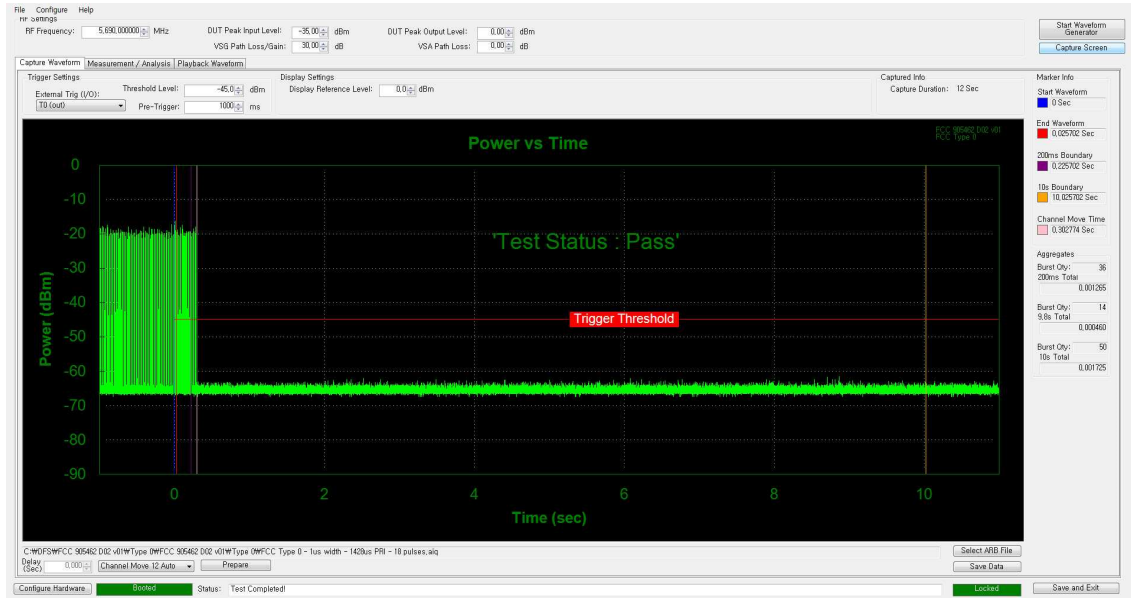 File Configure Help
RF Settings
RF Frequency: 5,690,000000 MHz DUT Peak Input Level: -35,00 dBm DUT Peak Output Level: 0,00 dBm
VSG Path Loss/Gain: 30,00 dB VSA Path Loss: 0,00 dB
Start Waveform Generator
Capture Screen
Capture Waveform Measurement / Analysis Playback Waveform
Trigger Settings
External Trig (I/O): Threshold Level: -45,0 dBm
T0 (out) Pre-Trigger: 1000 ms
Display Settings
Display Reference Level: 0,0 dBm
Captured Info
Capture Duration: 12 Sec
Marker Info
Start Waveform
0 Sec
End Waveform
0,025702 Sec
200ms Boundary
0,225702 Sec
10s Boundary
10,025702 Sec
Channel Move Time
0,302774 Sec
Aggregates
Burst Qty: 36
200ms Total
0,001265
Burst Qty: 14
9,8s Total
0,000460
Burst Qty: 50
10s Total
0,001725
Power vs Time
FCC 905462 D02 v01
FCC Type 0
'Test Status : Pass'
Trigger Threshold
Power (dBm)
0
-10
-20
-30
-40
-50
-60
-70
-80
-90
0 2 4 6 8 10
Time (sec)
C:₩DFS₩FCC 905462 D02 v01₩Type 0₩FCC 905462 D02 v01₩Type 0₩FCC Type 0 - 1us width - 1428us PRI - 18 pulses,aiq
Select ARB File
Delay (Sec) 0,000 Channel Move 12 Auto Prepare
Save Data
Configure Hardware Booted Status: Test Completed! Locked Save and Exit